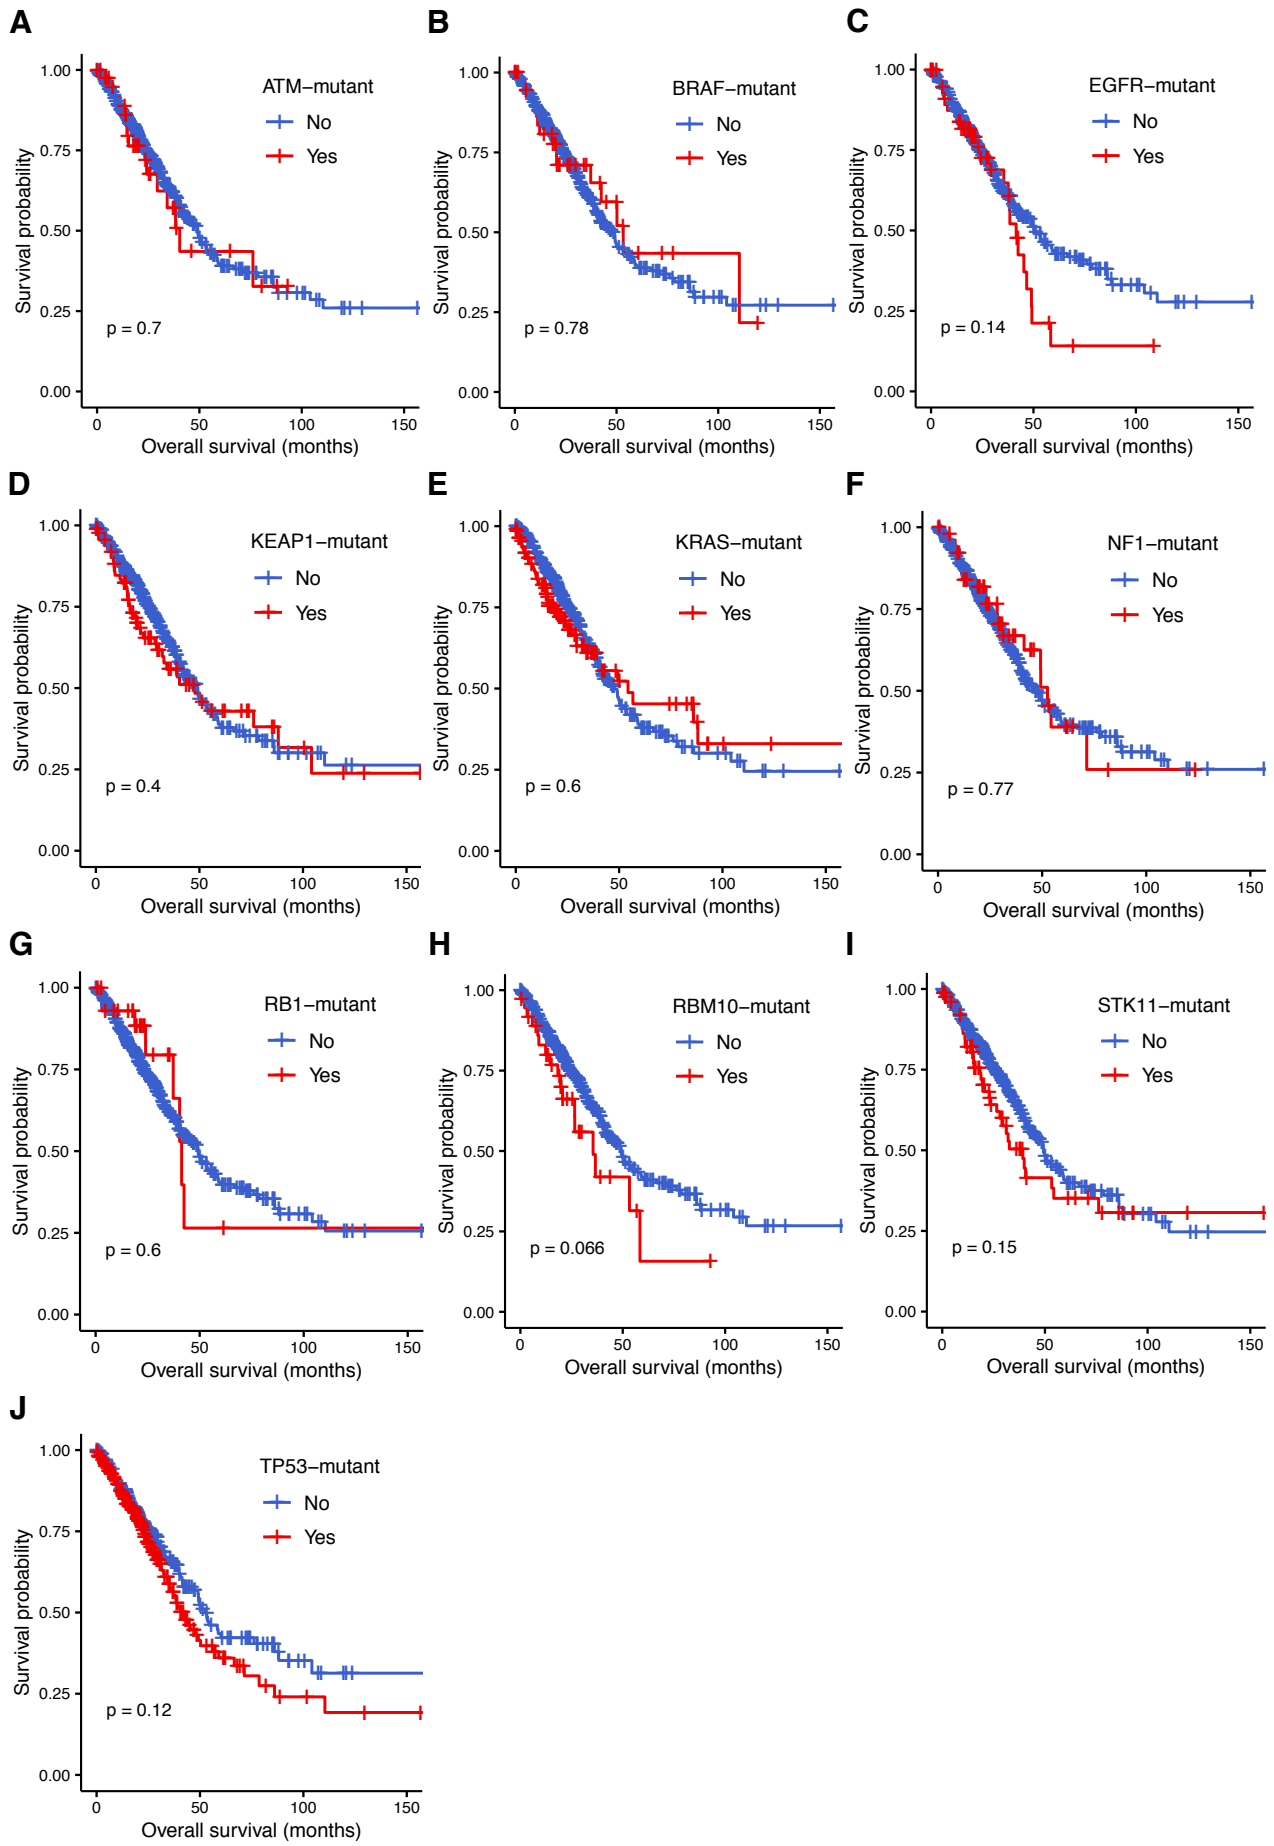 A
ATM−mutant
No
Yes
Survival probability
1.00
0.75
0.50
0.25
0.00
p = 0.7
0 50 100 150
Overall survival (months)
B
BRAF−mutant
No
Yes
Survival probability
1.00
0.75
0.50
0.25
0.00
p = 0.78
0 50 100 150
Overall survival (months)
C
EGFR−mutant
No
Yes
Survival probability
1.00
0.75
0.50
0.25
0.00
p = 0.14
0 50 100 150
Overall survival (months)
D
KEAP1−mutant
No
Yes
Survival probability
1.00
0.75
0.50
0.25
0.00
p = 0.4
0 50 100 150
Overall survival (months)
E
KRAS−mutant
No
Yes
Survival probability
1.00
0.75
0.50
0.25
0.00
p = 0.6
0 50 100 150
Overall survival (months)
F
NF1−mutant
No
Yes
Survival probability
1.00
0.75
0.50
0.25
0.00
p = 0.77
0 50 100 150
Overall survival (months)
G
RB1−mutant
No
Yes
Survival probability
1.00
0.75
0.50
0.25
0.00
p = 0.6
0 50 100 150
Overall survival (months)
H
RBM10−mutant
No
Yes
Survival probability
1.00
0.75
0.50
0.25
0.00
p = 0.066
0 50 100 150
Overall survival (months)
I
STK11−mutant
No
Yes
Survival probability
1.00
0.75
0.50
0.25
0.00
p = 0.15
0 50 100 150
Overall survival (months)
J
TP53−mutant
No
Yes
Survival probability
1.00
0.75
0.50
0.25
0.00
p = 0.12
0 50 100 150
Overall survival (months)